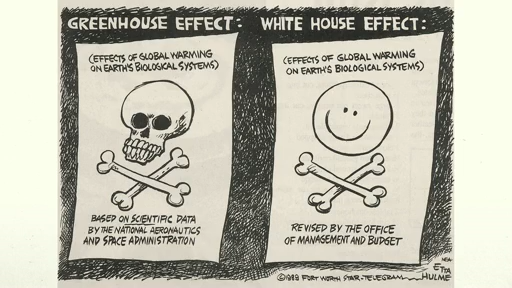 GREENHOUSE EFFECT:
(EFFECTS OF GLOBAL WARMING
ON EARTH'S BIOLOGICAL SYSTEMS)
BASED ON SCIENTIFIC DATA
BY THE NATIONAL AERONAUTICS
AND SPACE ADMINISTRATION
WHITE HOUSE EFFECT:
(EFFECTS OF GLOBAL WARMING
ON EARTH'S BIOLOGICAL SYSTEMS)
REVISED BY THE OFFICE
OF MANAGEMENT AND BUDGET
NEA
ETTA
HULME
FORT WORTH STAR-TELEGRAM